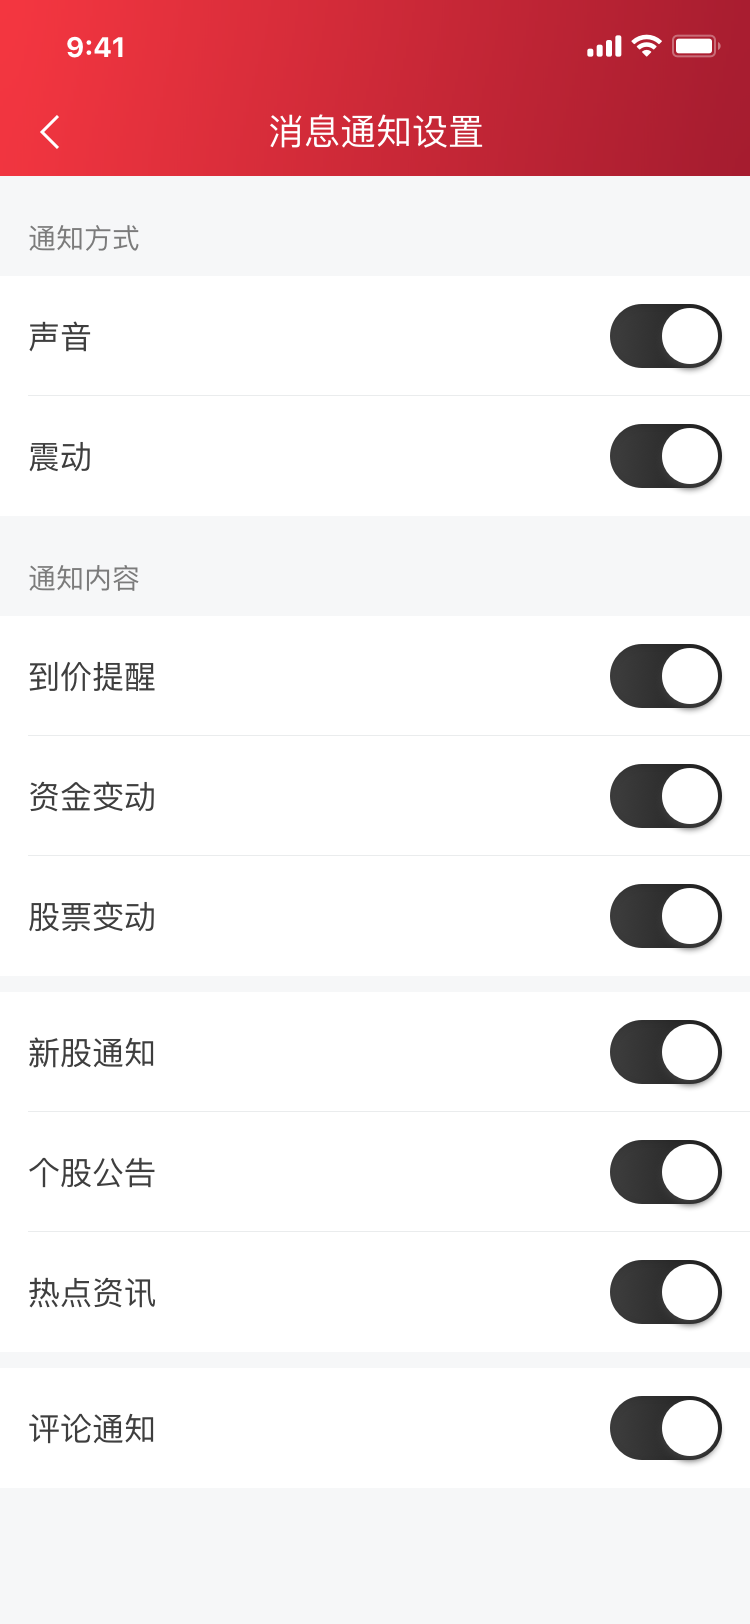 9:41
消息通知设置
通知方式
声音
震动
通知内容
到价提醒
资金变动
股票变动
新股通知
个股公告
热点资讯
评论通知